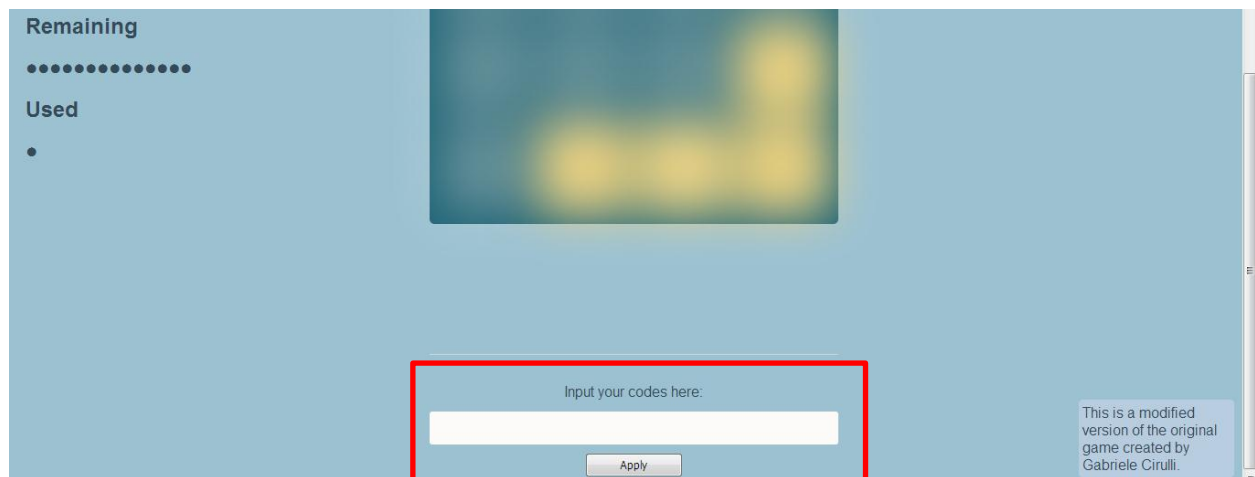 Remaining
●●●●●●●●●●●●●●
Used
●
Input your codes here:
Apply
This is a modified
version of the original
game created by
Gabriele Cirulli.